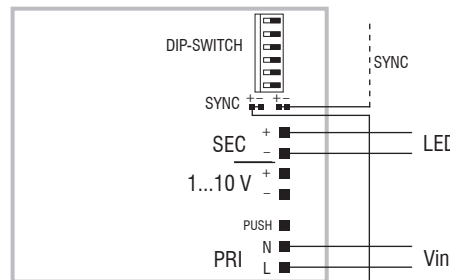 DIP-SWITCH
SYNC
+ - + -
SYNC
+
SEC
-
LED
+
1...10 V
-
PUSH
N
PRI
L
Vin